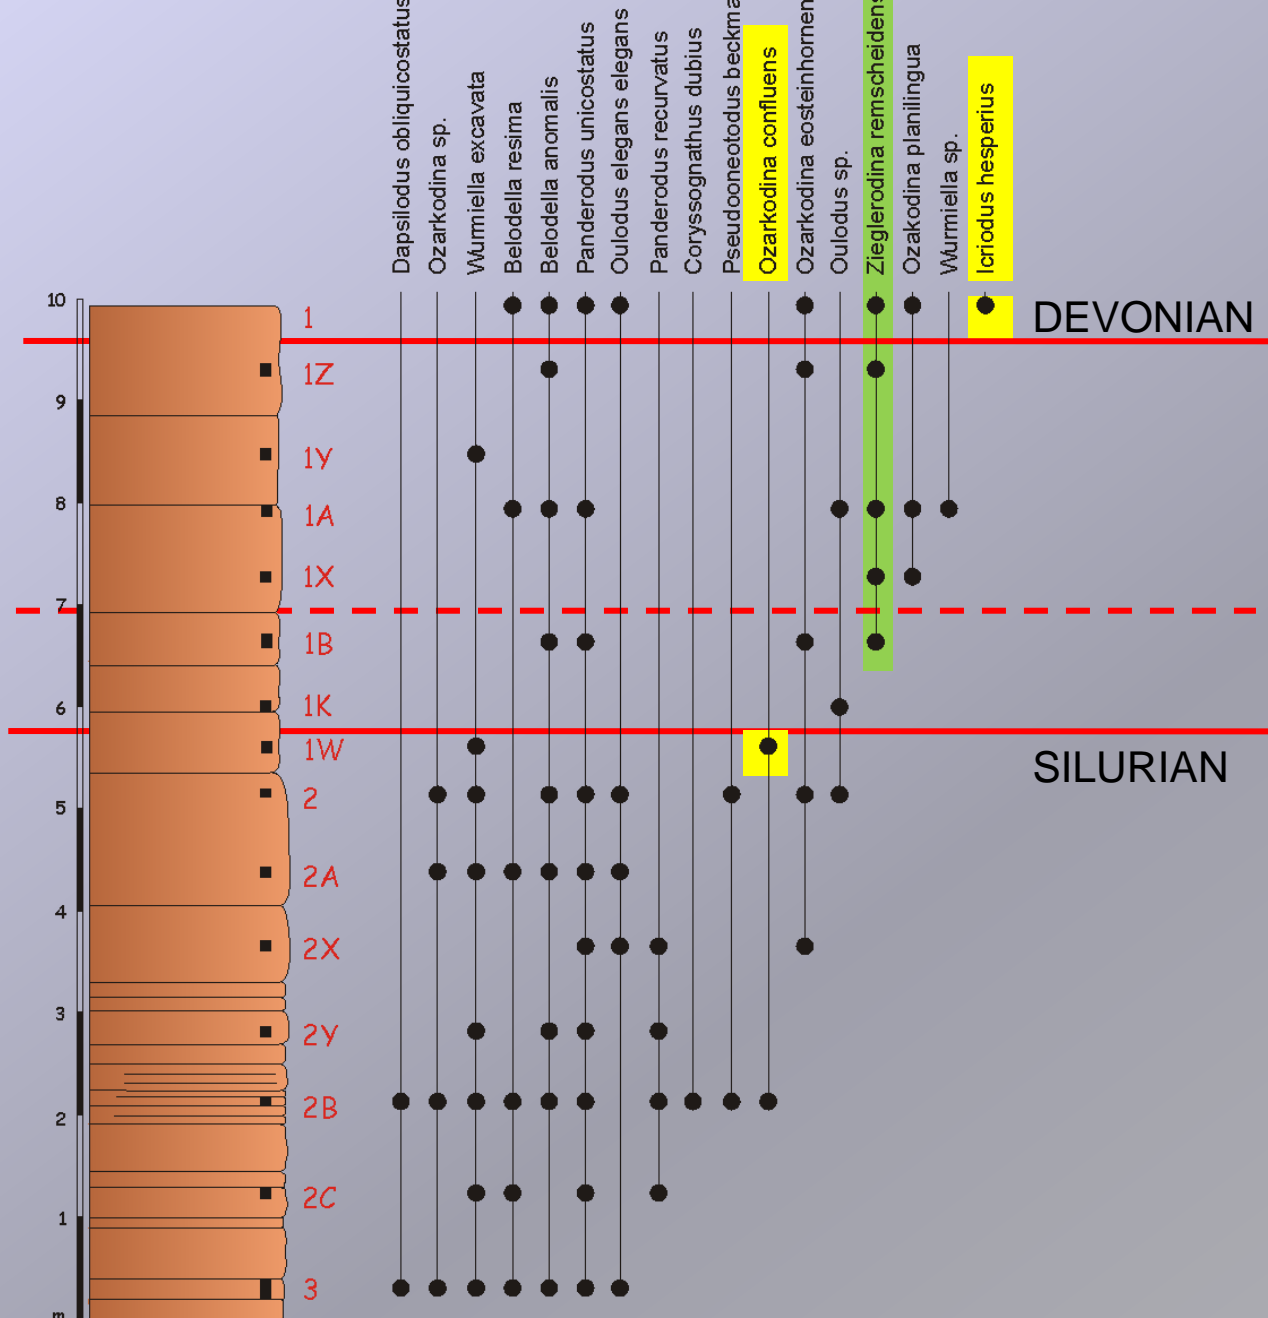 Dapsilodus obliquicostatus
Ozarkodina sp.
Wurmiella excavata
Belodella resima
Belodella anomalis
Panderodus unicostatus
Oulodus elegans elegans
Panderodus recurvatus
Coryssognathus dubius
Pseudooneotodus beckma
Ozarkodina confluens
Ozarkodina eosteinhornen
Oulodus sp.
Zieglerodina remscheidens
Ozakodina planilingua
Wurmiella sp.
Icriodus hesperius
10
1
DEVONIAN
1Z
9
1Y
8
1A
1X
7
1B
6
1K
1W
SILURIAN
5
2
2A
4
2X
3
2Y
2
2B
1
2C
3
m